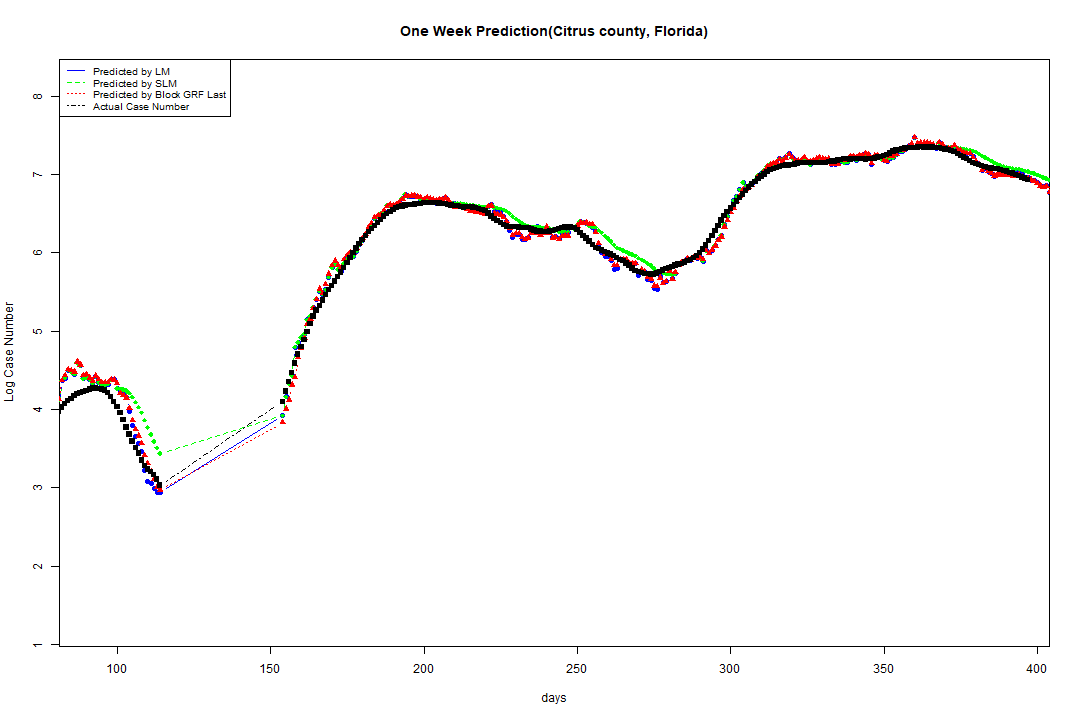 One Week Prediction(Citrus county, Florida)
Predicted by LM
Predicted by SLM
Predicted by Block GRF Last
Actual Case Number
8
7
6
5
4
3
2
1
Log Case Number
100 150 200 250 300 350 400
days